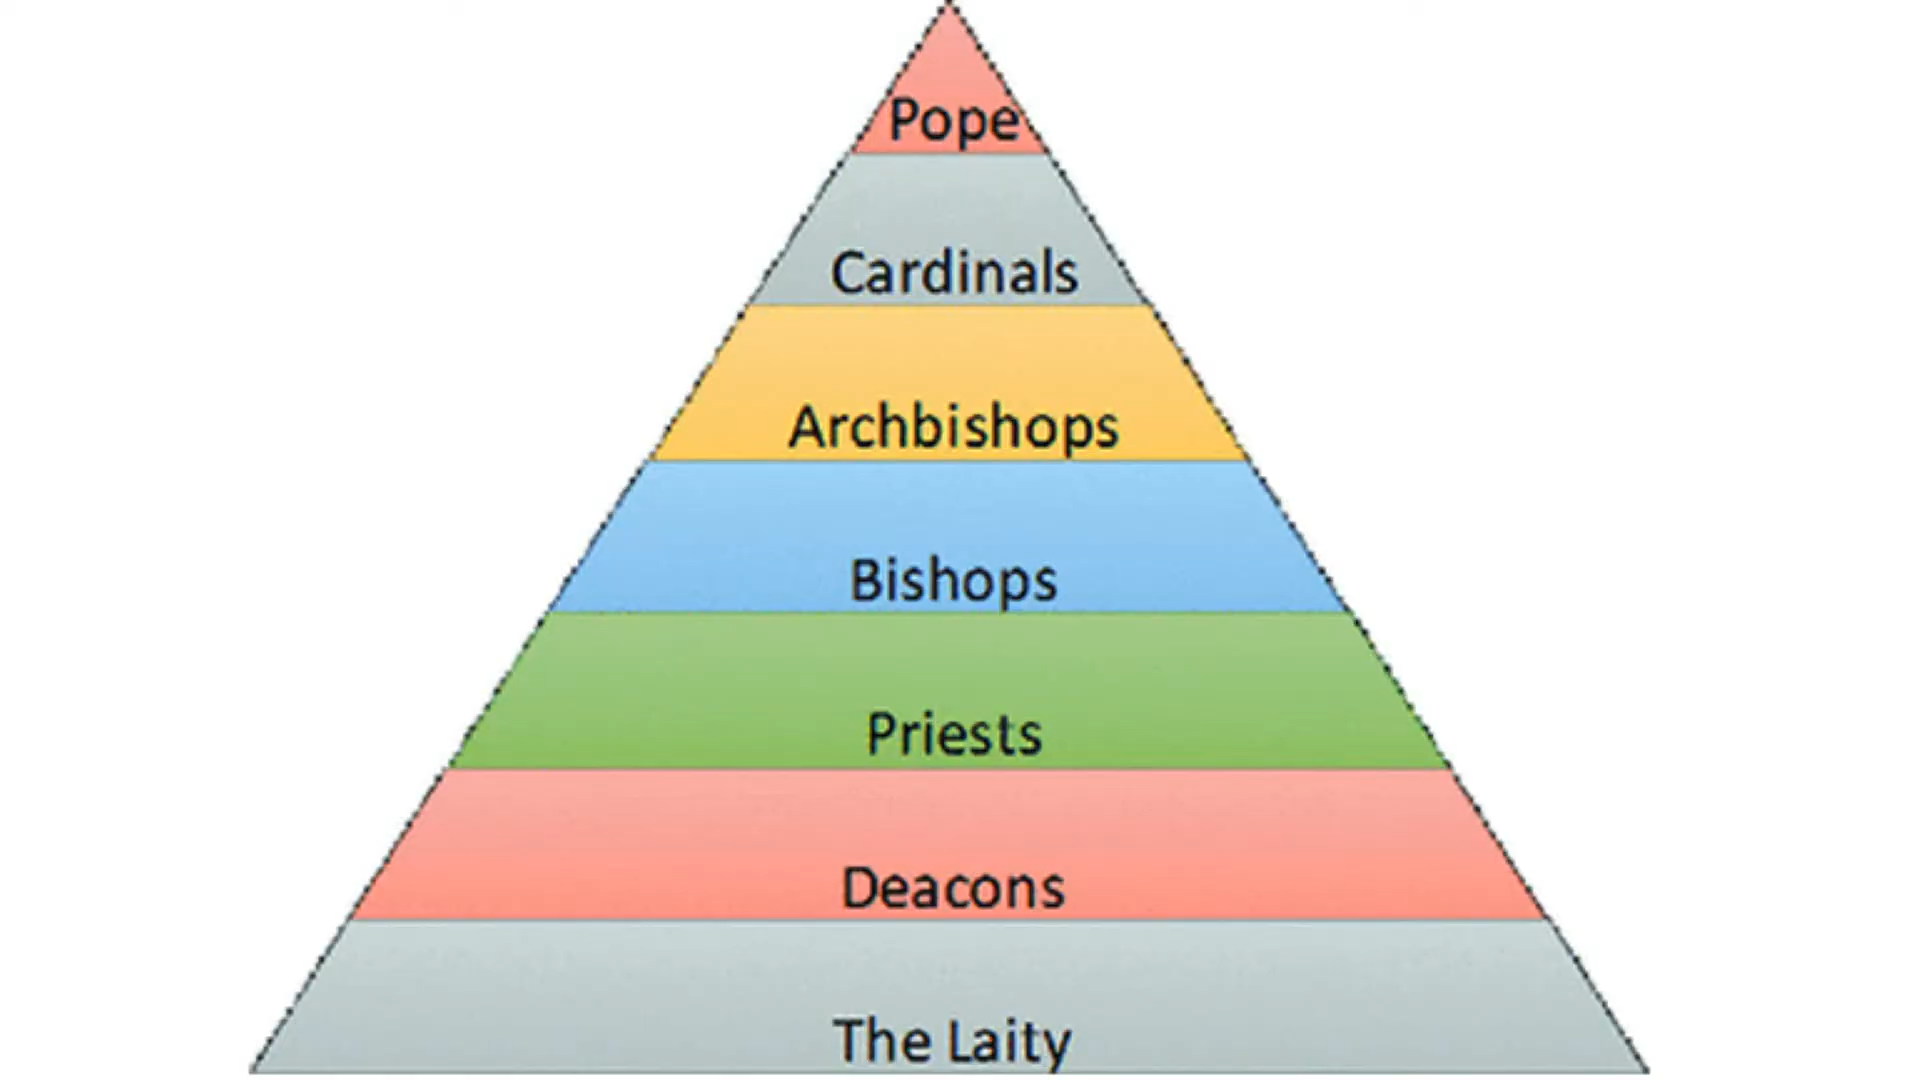 Pope
Cardinals
Archbishops
Bishops
Priests
Deacons
The Laity